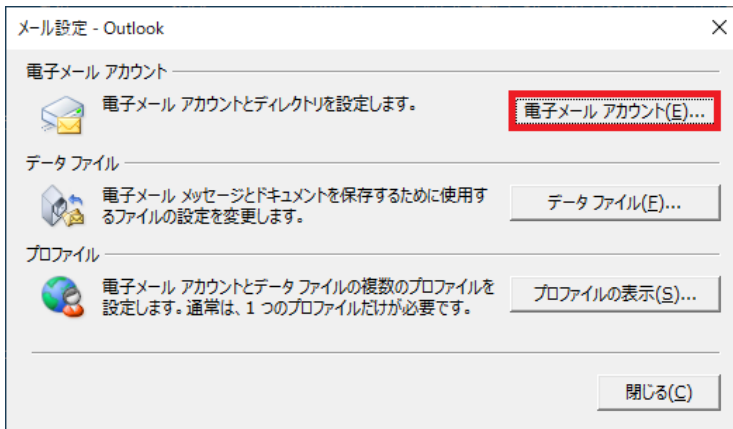 メール設定 - Outlook
電子メール アカウント
電子メール アカウントとディレクトリを設定します。
電子メール アカウント(E)...
データ ファイル
電子メール メッセージとドキュメントを保存するために使用す
るファイルの設定を変更します。
データ ファイル(F)...
プロファイル
電子メール アカウントとデータ ファイルの複数のプロファイルを
設定します。通常は、1 つのプロファイルだけが必要です。
プロファイルの表示(S)...
閉じる(C)